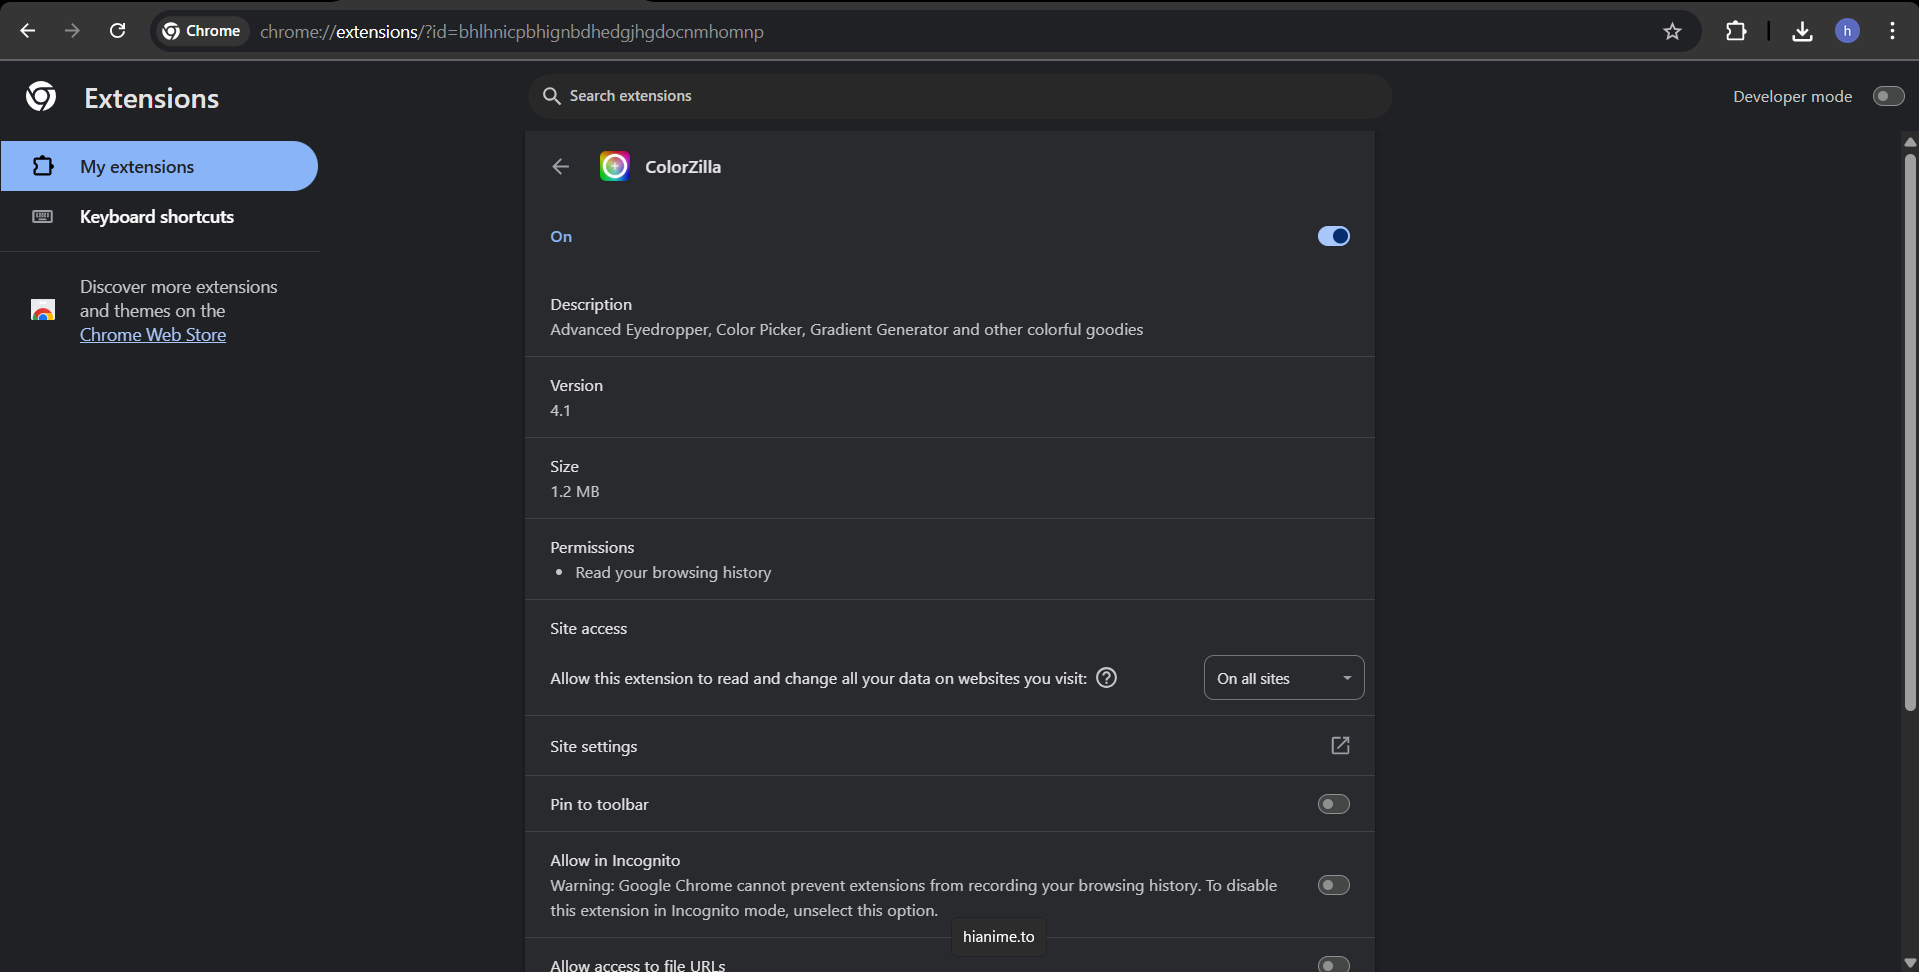 Chrome
chrome://extensions/?id=bhlhnicpbhignbdhedgjhgdocnmhomnp
h
Extensions
Search extensions
Developer mode
My extensions
Keyboard shortcuts
Discover more extensions
and themes on the
Chrome Web Store
ColorZilla
On
Description
Advanced Eyedropper, Color Picker, Gradient Generator and other colorful goodies
Version
4.1
Size
1.2 MB
Permissions
• Read your browsing history
Site access
Allow this extension to read and change all your data on websites you visit:
On all sites
Site settings
Pin to toolbar
Allow in Incognito
Warning: Google Chrome cannot prevent extensions from recording your browsing history. To disable
this extension in Incognito mode, unselect this option.
hianime.to
Allow access to file URLs